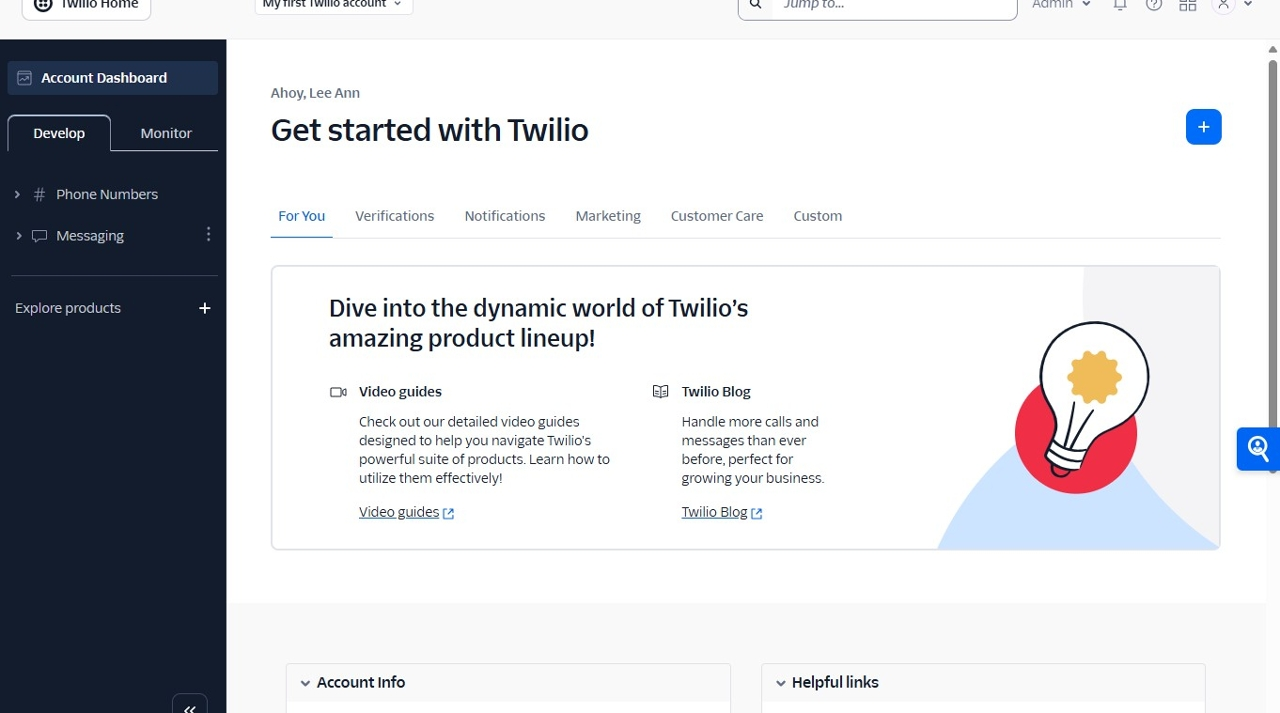 Twilio Home
My first Twilio account
Jump to...
Admin
Account Dashboard
Develop
Monitor
Phone Numbers
Messaging
Explore products
Ahoy, Lee Ann
Get started with Twilio
For You
Verifications
Notifications
Marketing
Customer Care
Custom
Dive into the dynamic world of Twilio's
amazing product lineup!
Video guides
Check out our detailed video guides
designed to help you navigate Twilio's
powerful suite of products. Learn how to
utilize them effectively!
Video guides
Twilio Blog
Handle more calls and
messages than ever
before, perfect for
growing your business.
Twilio Blog
Account Info
Helpful links